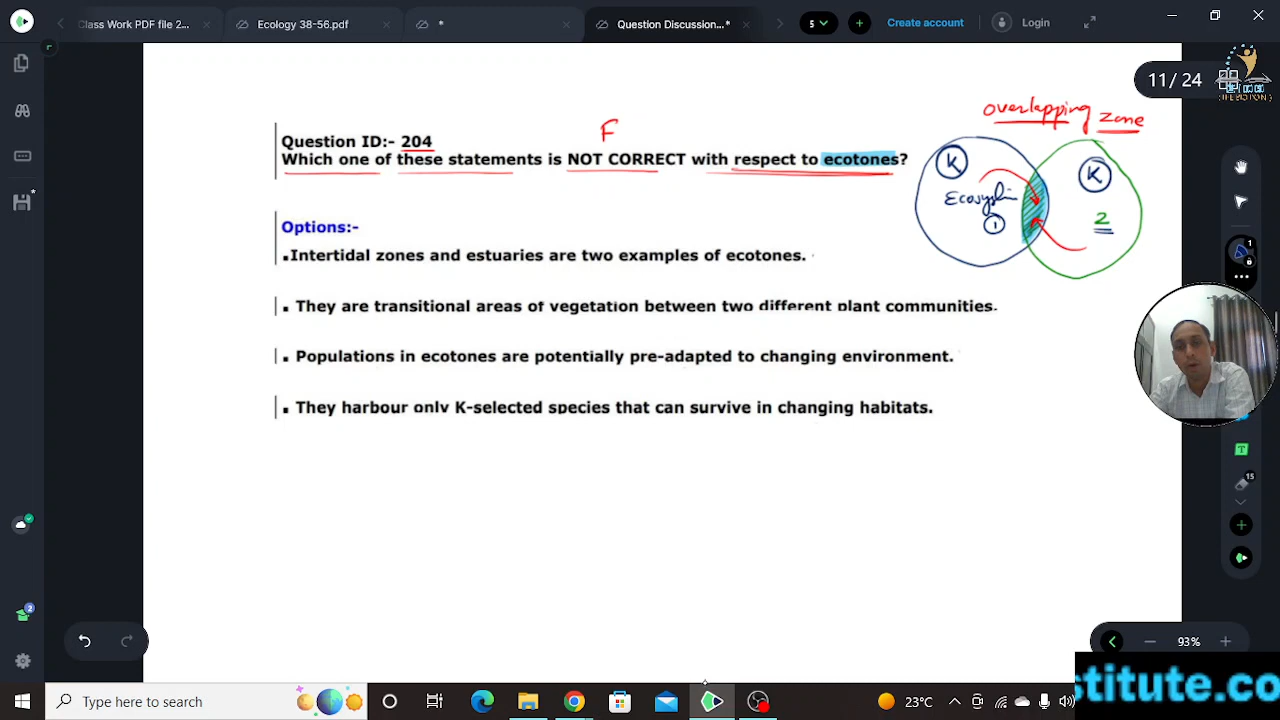 Class Work PDF file 2...
Ecology 38-56.pdf
*
Question Discussion...*
5
Create account
Login
11 / 24
overlapping zone
Question ID:- 204
F
Which one of these statements is NOT CORRECT with respect to ecotones?
K
K
1
2
Options:-
.Intertidal zones and estuaries are two examples of ecotones.
. They are transitional areas of vegetation between two different plant communities.
. Populations in ecotones are potentially pre-adapted to changing environment.
. They harbour only K-selected species that can survive in changing habitats.
1
T
15
2
93%
stitute.co
Type here to search
23°C